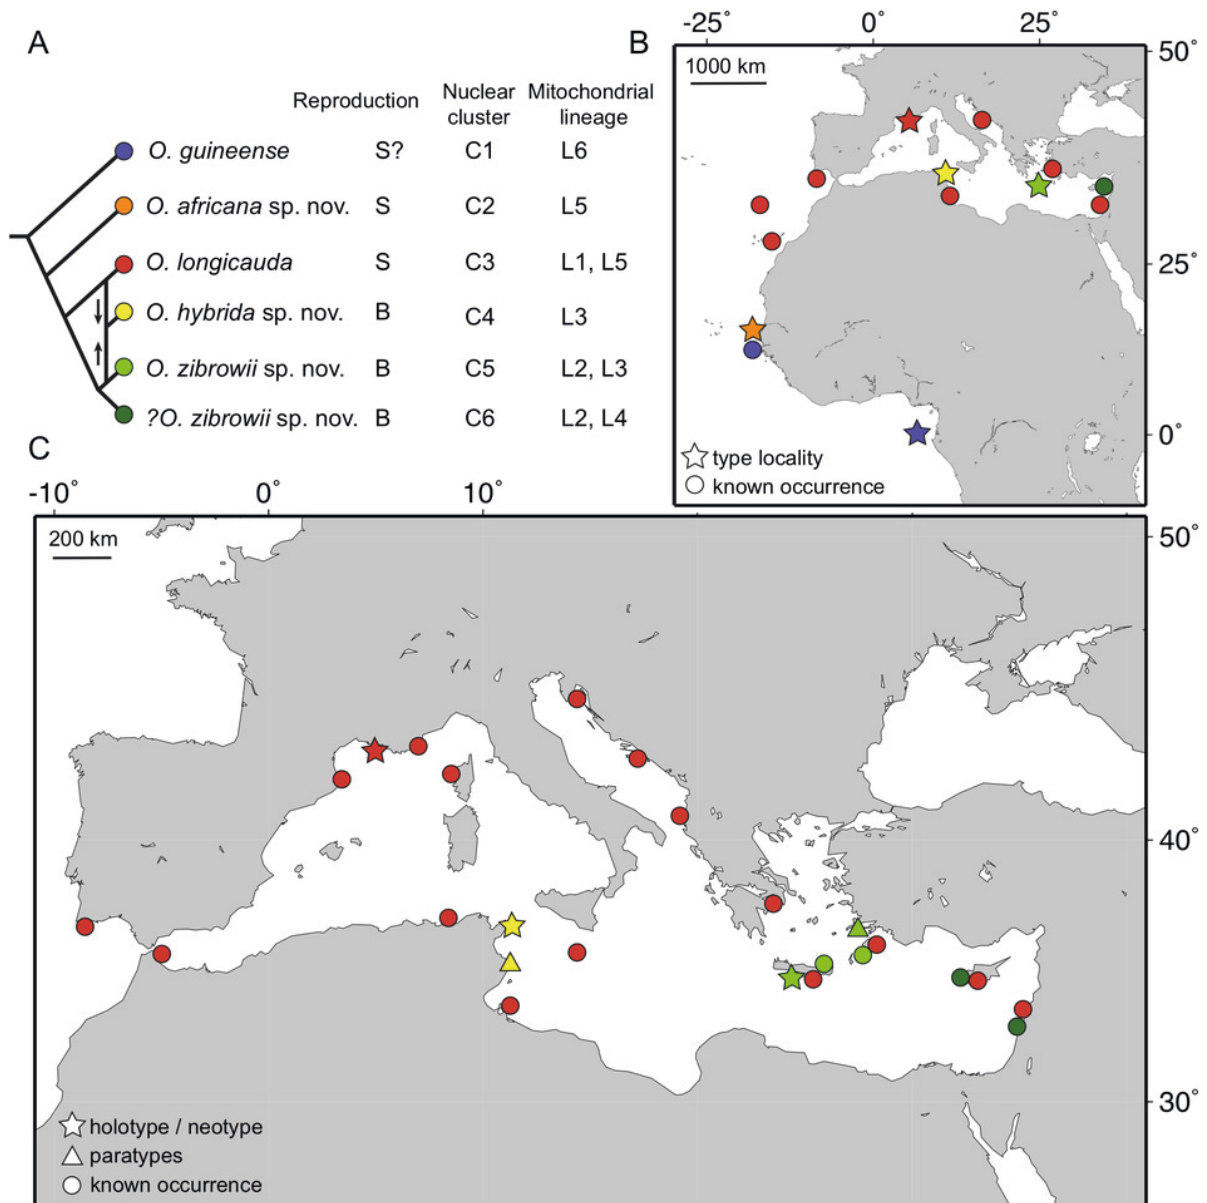 A
Reproduction Nuclear cluster Mitochondrial lineage
O. guineense S? C1 L6
O. africana sp. nov. S C2 L5
O. longicauda S C3 L1, L5
O. hybrida sp. nov. B C4 L3
O. zibrowii sp. nov. B C5 L2, L3
?O. zibrowii sp. nov. B C6 L2, L4
B
-25° 0° 25°
1000 km
50°
25°
0°
type locality
known occurrence
C
-10° 0° 10°
200 km
50°
40°
30°
holotype / neotype
paratypes
known occurrence